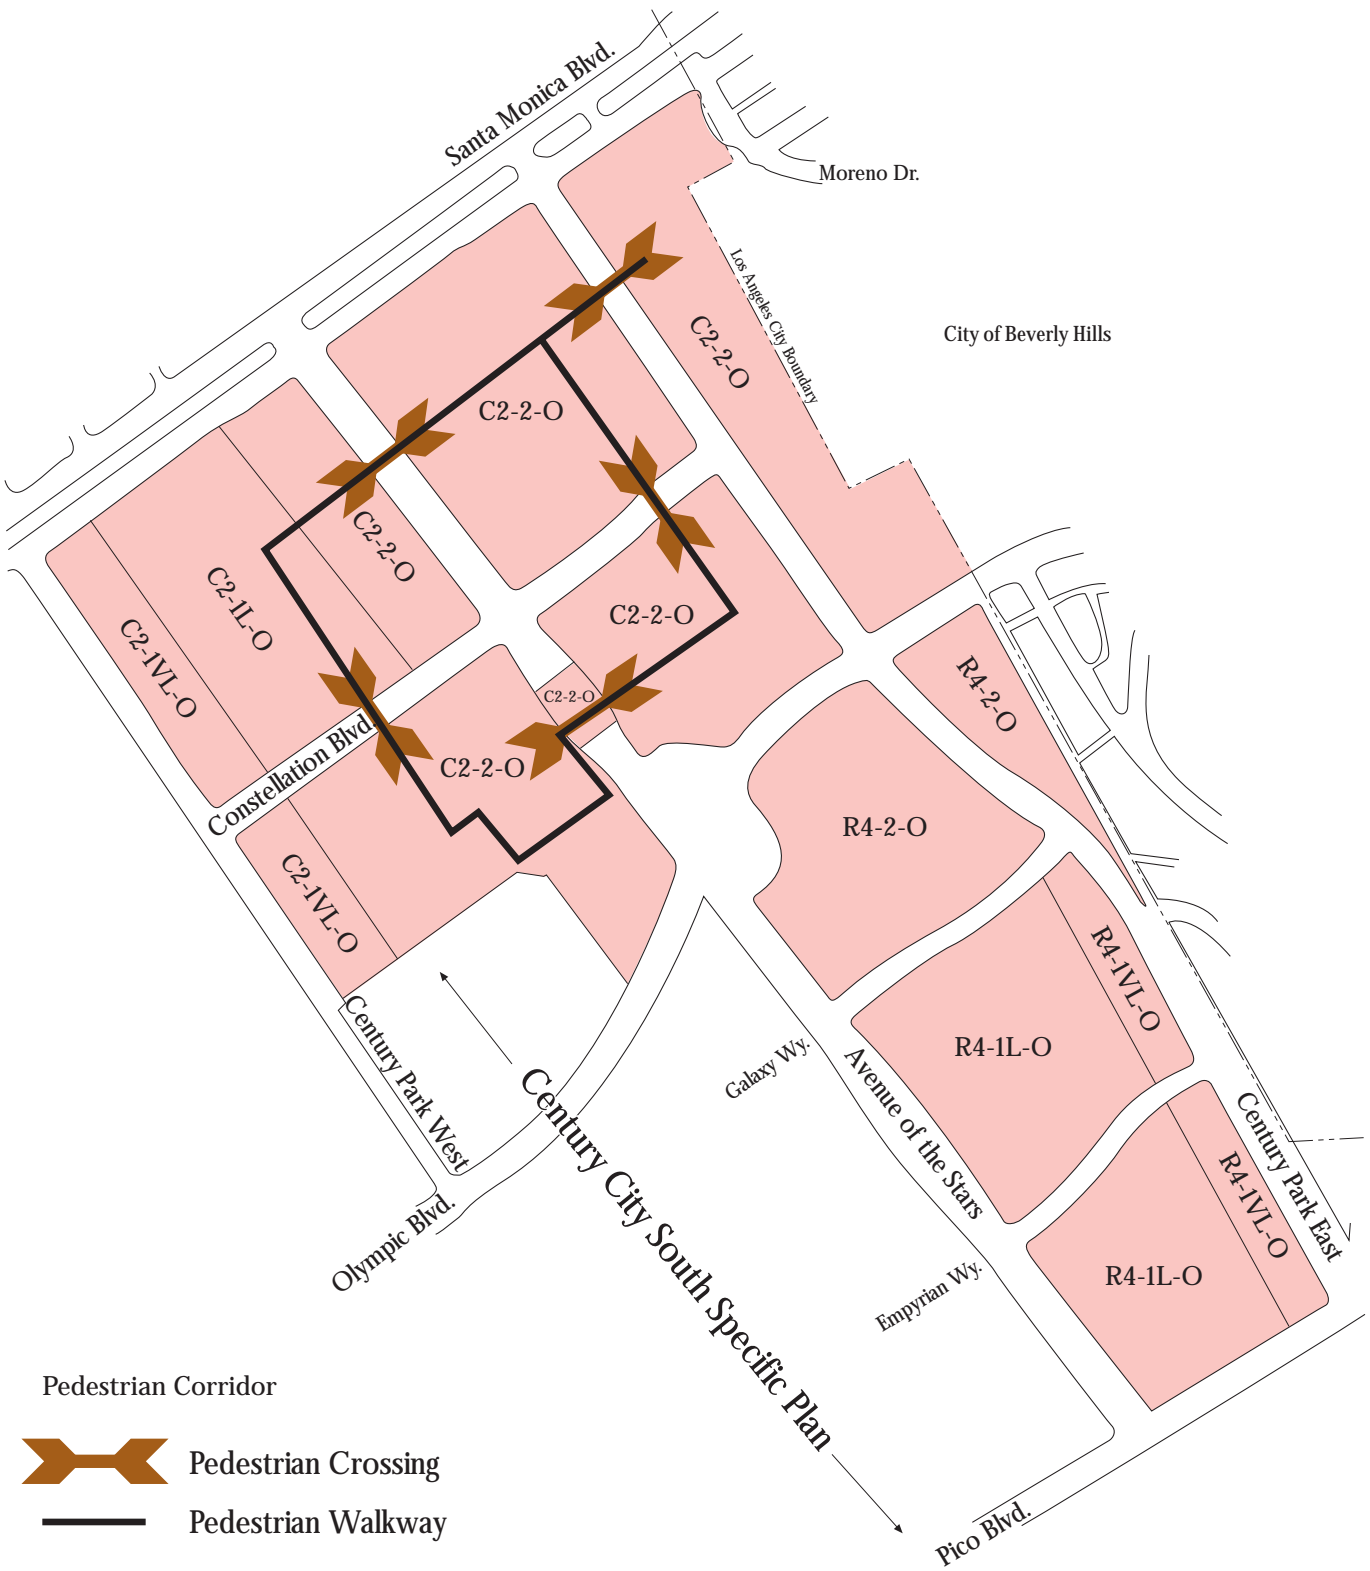 Santa Monica Blvd.
Moreno Dr.
Los Angeles City Boundary
City of Beverly Hills
C2-2-O
C2-2-O
C2-2-O
C2-1L-O
C2-1VL-O
C2-2-O
C2-2-O
C2-2-O
Constellation Blvd.
C2-1VL-O
R4-2-O
R4-2-O
R4-1VL-O
R4-1L-O
Century Park West
Galaxy Wy.
Avenue of the Stars
Century Park East
R4-1VL-O
R4-1L-O
Olympic Blvd.
Empyrian Wy.
Century City South Specific Plan
Pico Blvd.
Pedestrian Corridor
Pedestrian Crossing
Pedestrian Walkway